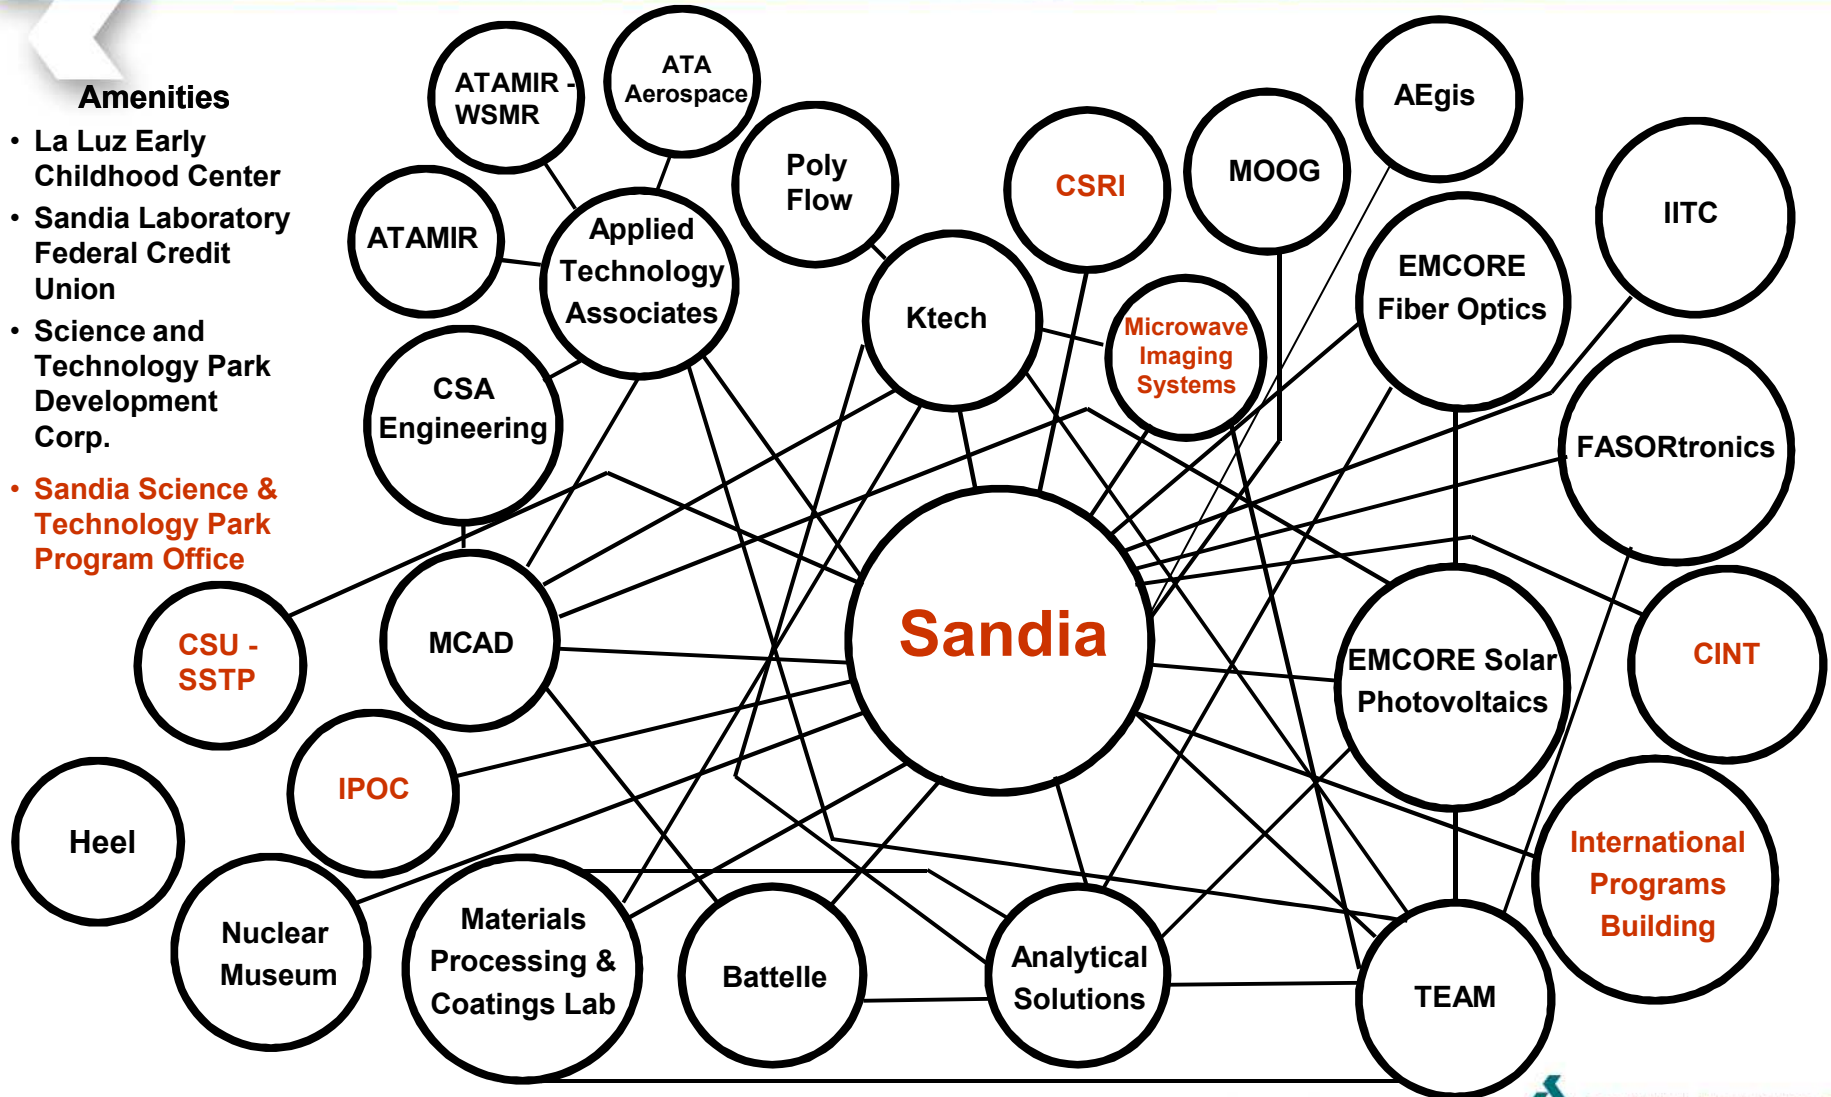 Amenities
• La Luz Early
Childhood Center
• Sandia Laboratory
Federal Credit
Union
• Science and
Technology Park
Development
Corp.
• Sandia Science &
Technology Park
Program Office
ATAMIR -
WSMR
ATA
Aerospace
Poly
Flow
CSRI
MOOG
AEgis
IITC
ATAMIR
Applied
Technology
Associates
Ktech
Microwave
Imaging
Systems
EMCORE
Fiber Optics
CSA
Engineering
FASORtronics
CSU -
SSTP
MCAD
Sandia
EMCORE Solar
Photovoltaics
CINT
IPOC
Heel
Nuclear
Museum
Materials
Processing &
Coatings Lab
Battelle
Analytical
Solutions
TEAM
International
Programs
Building